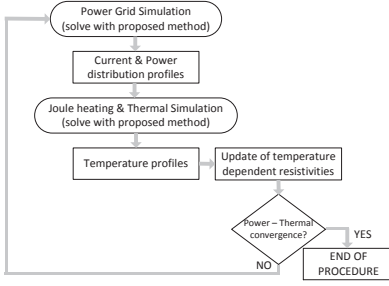 Power Grid Simulation
(solve with proposed method)
Current & Power
distribution profiles
Joule heating & Thermal Simulation
(solve with proposed method)
Temperature profiles
Update of temperature
dependent resistivities
Power – Thermal
convergence?
YES
NO
END OF
PROCEDURE